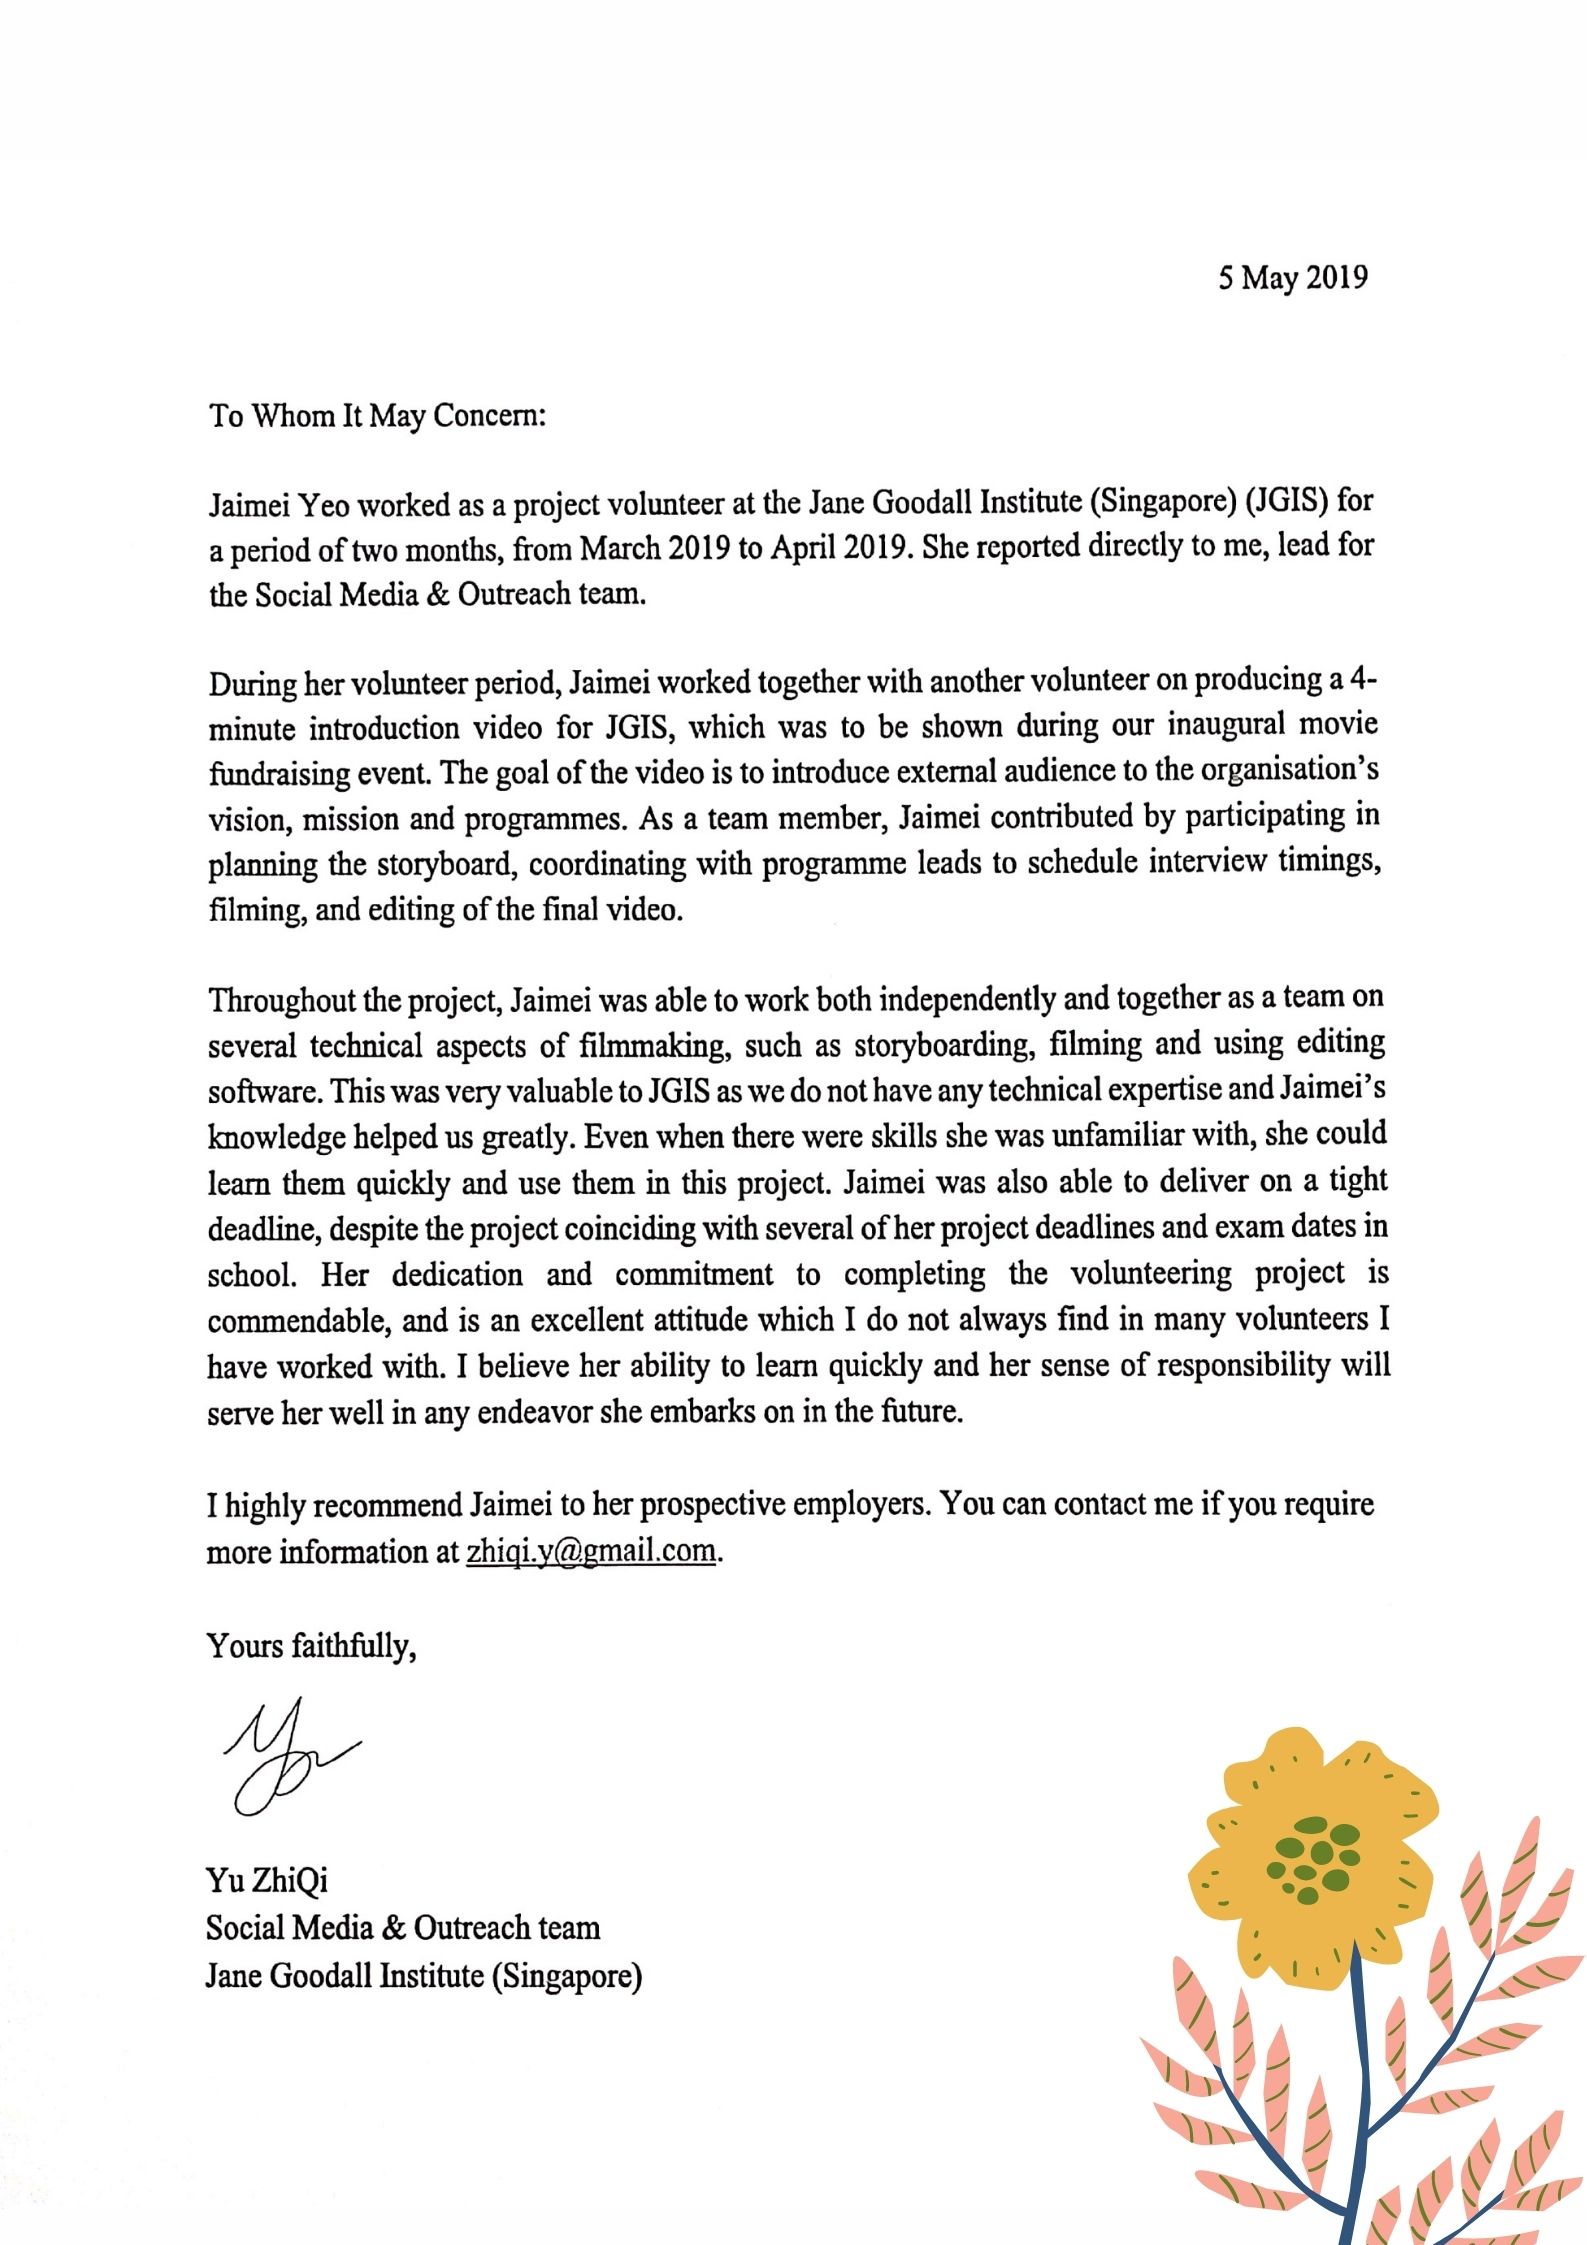 5 May 2019
To Whom It May Concern:
Jaimei Yeo worked as a project volunteer at the Jane Goodall Institute (Singapore) (JGIS) for
a period of two months, from March 2019 to April 2019. She reported directly to me, lead for
the Social Media & Outreach team.
During her volunteer period, Jaimei worked together with another volunteer on producing a 4-
minute introduction video for JGIS, which was to be shown during our inaugural movie
fundraising event. The goal of the video is to introduce external audience to the organisation's
vision, mission and programmes. As a team member, Jaimei contributed by participating in
planning the storyboard, coordinating with programme leads to schedule interview timings,
filming, and editing of the final video.
Throughout the project, Jaimei was able to work both independently and together as a team on
several technical aspects of filmmaking, such as storyboarding, filming and using editing
software. This was very valuable to JGIS as we do not have any technical expertise and Jaimei's
knowledge helped us greatly. Even when there were skills she was unfamiliar with, she could
learn them quickly and use them in this project. Jaimei was also able to deliver on a tight
deadline, despite the project coinciding with several of her project deadlines and exam dates in
school. Her dedication and commitment to completing the volunteering project is
commendable, and is an excellent attitude which I do not always find in many volunteers I
have worked with. I believe her ability to learn quickly and her sense of responsibility will
serve her well in any endeavor she embarks on in the future.
I highly recommend Jaimei to her prospective employers. You can contact me if you require
more information at zhiqi.y@gmail.com.
Yours faithfully,
Yu ZhiQi
Social Media & Outreach team
Jane Goodall Institute (Singapore)